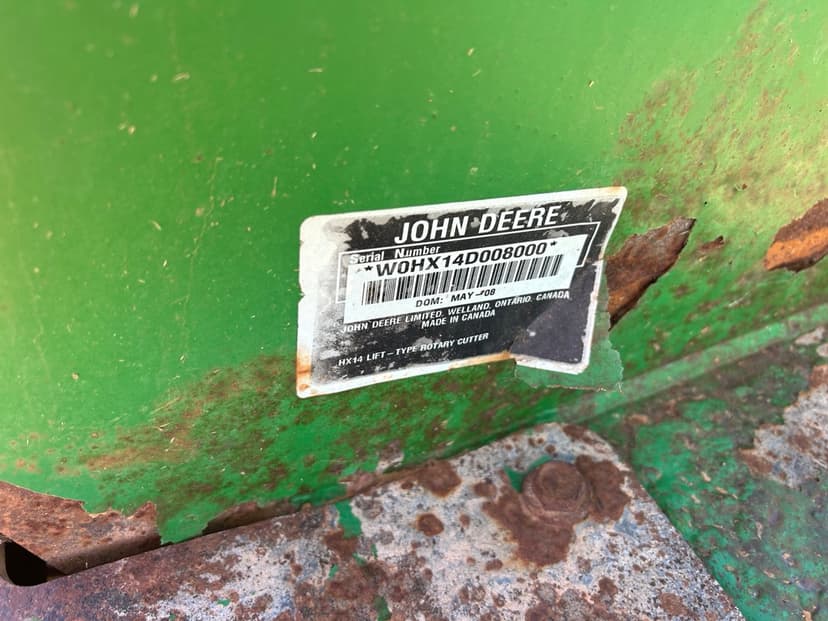 JOHN DEERE
Serial Number
*W0HX14D008000*
DOM: MAY-08
JOHN DEERE LIMITED, WELLAND, ONTARIO, CANADA
MADE IN CANADA
HX14 LIFT-TYPE ROTARY CUTTER